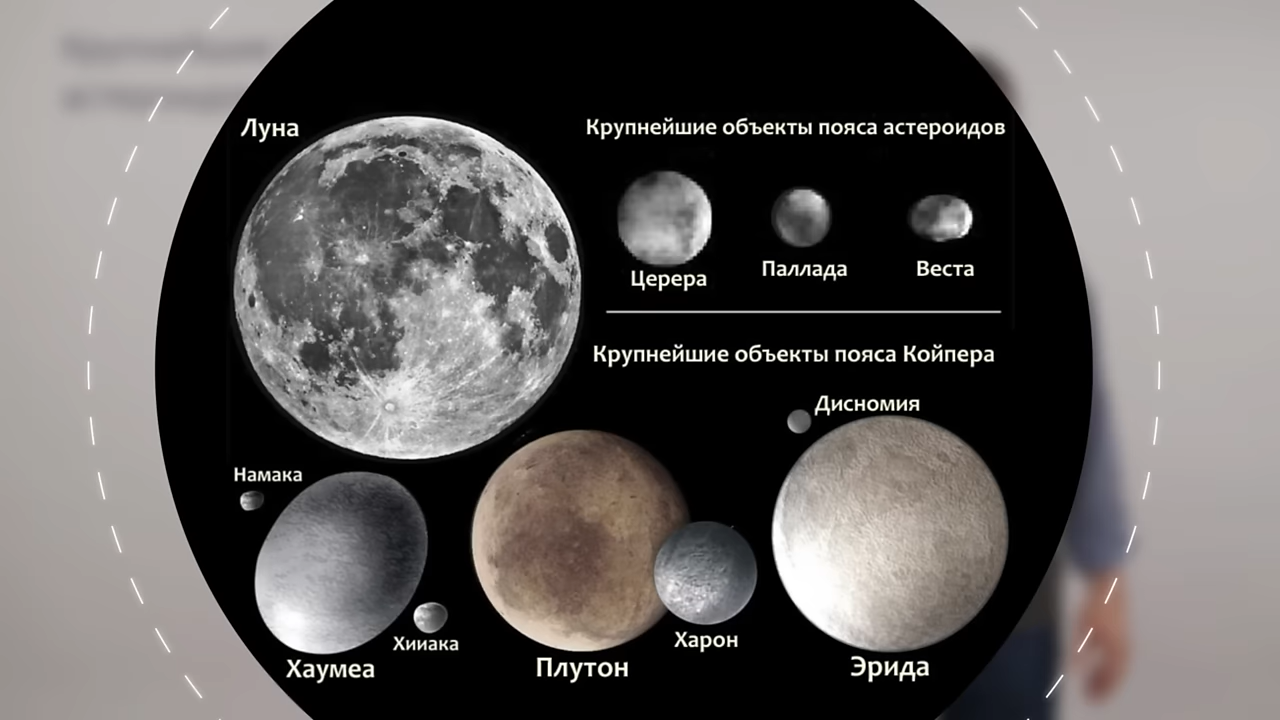 Луна
Крупнейшие объекты пояса астероидов
Церера
Паллада
Веста
Крупнейшие объекты пояса Койпера
Дисномия
Намака
Хииака
Харон
Хаумеа
Плутон
Эрида